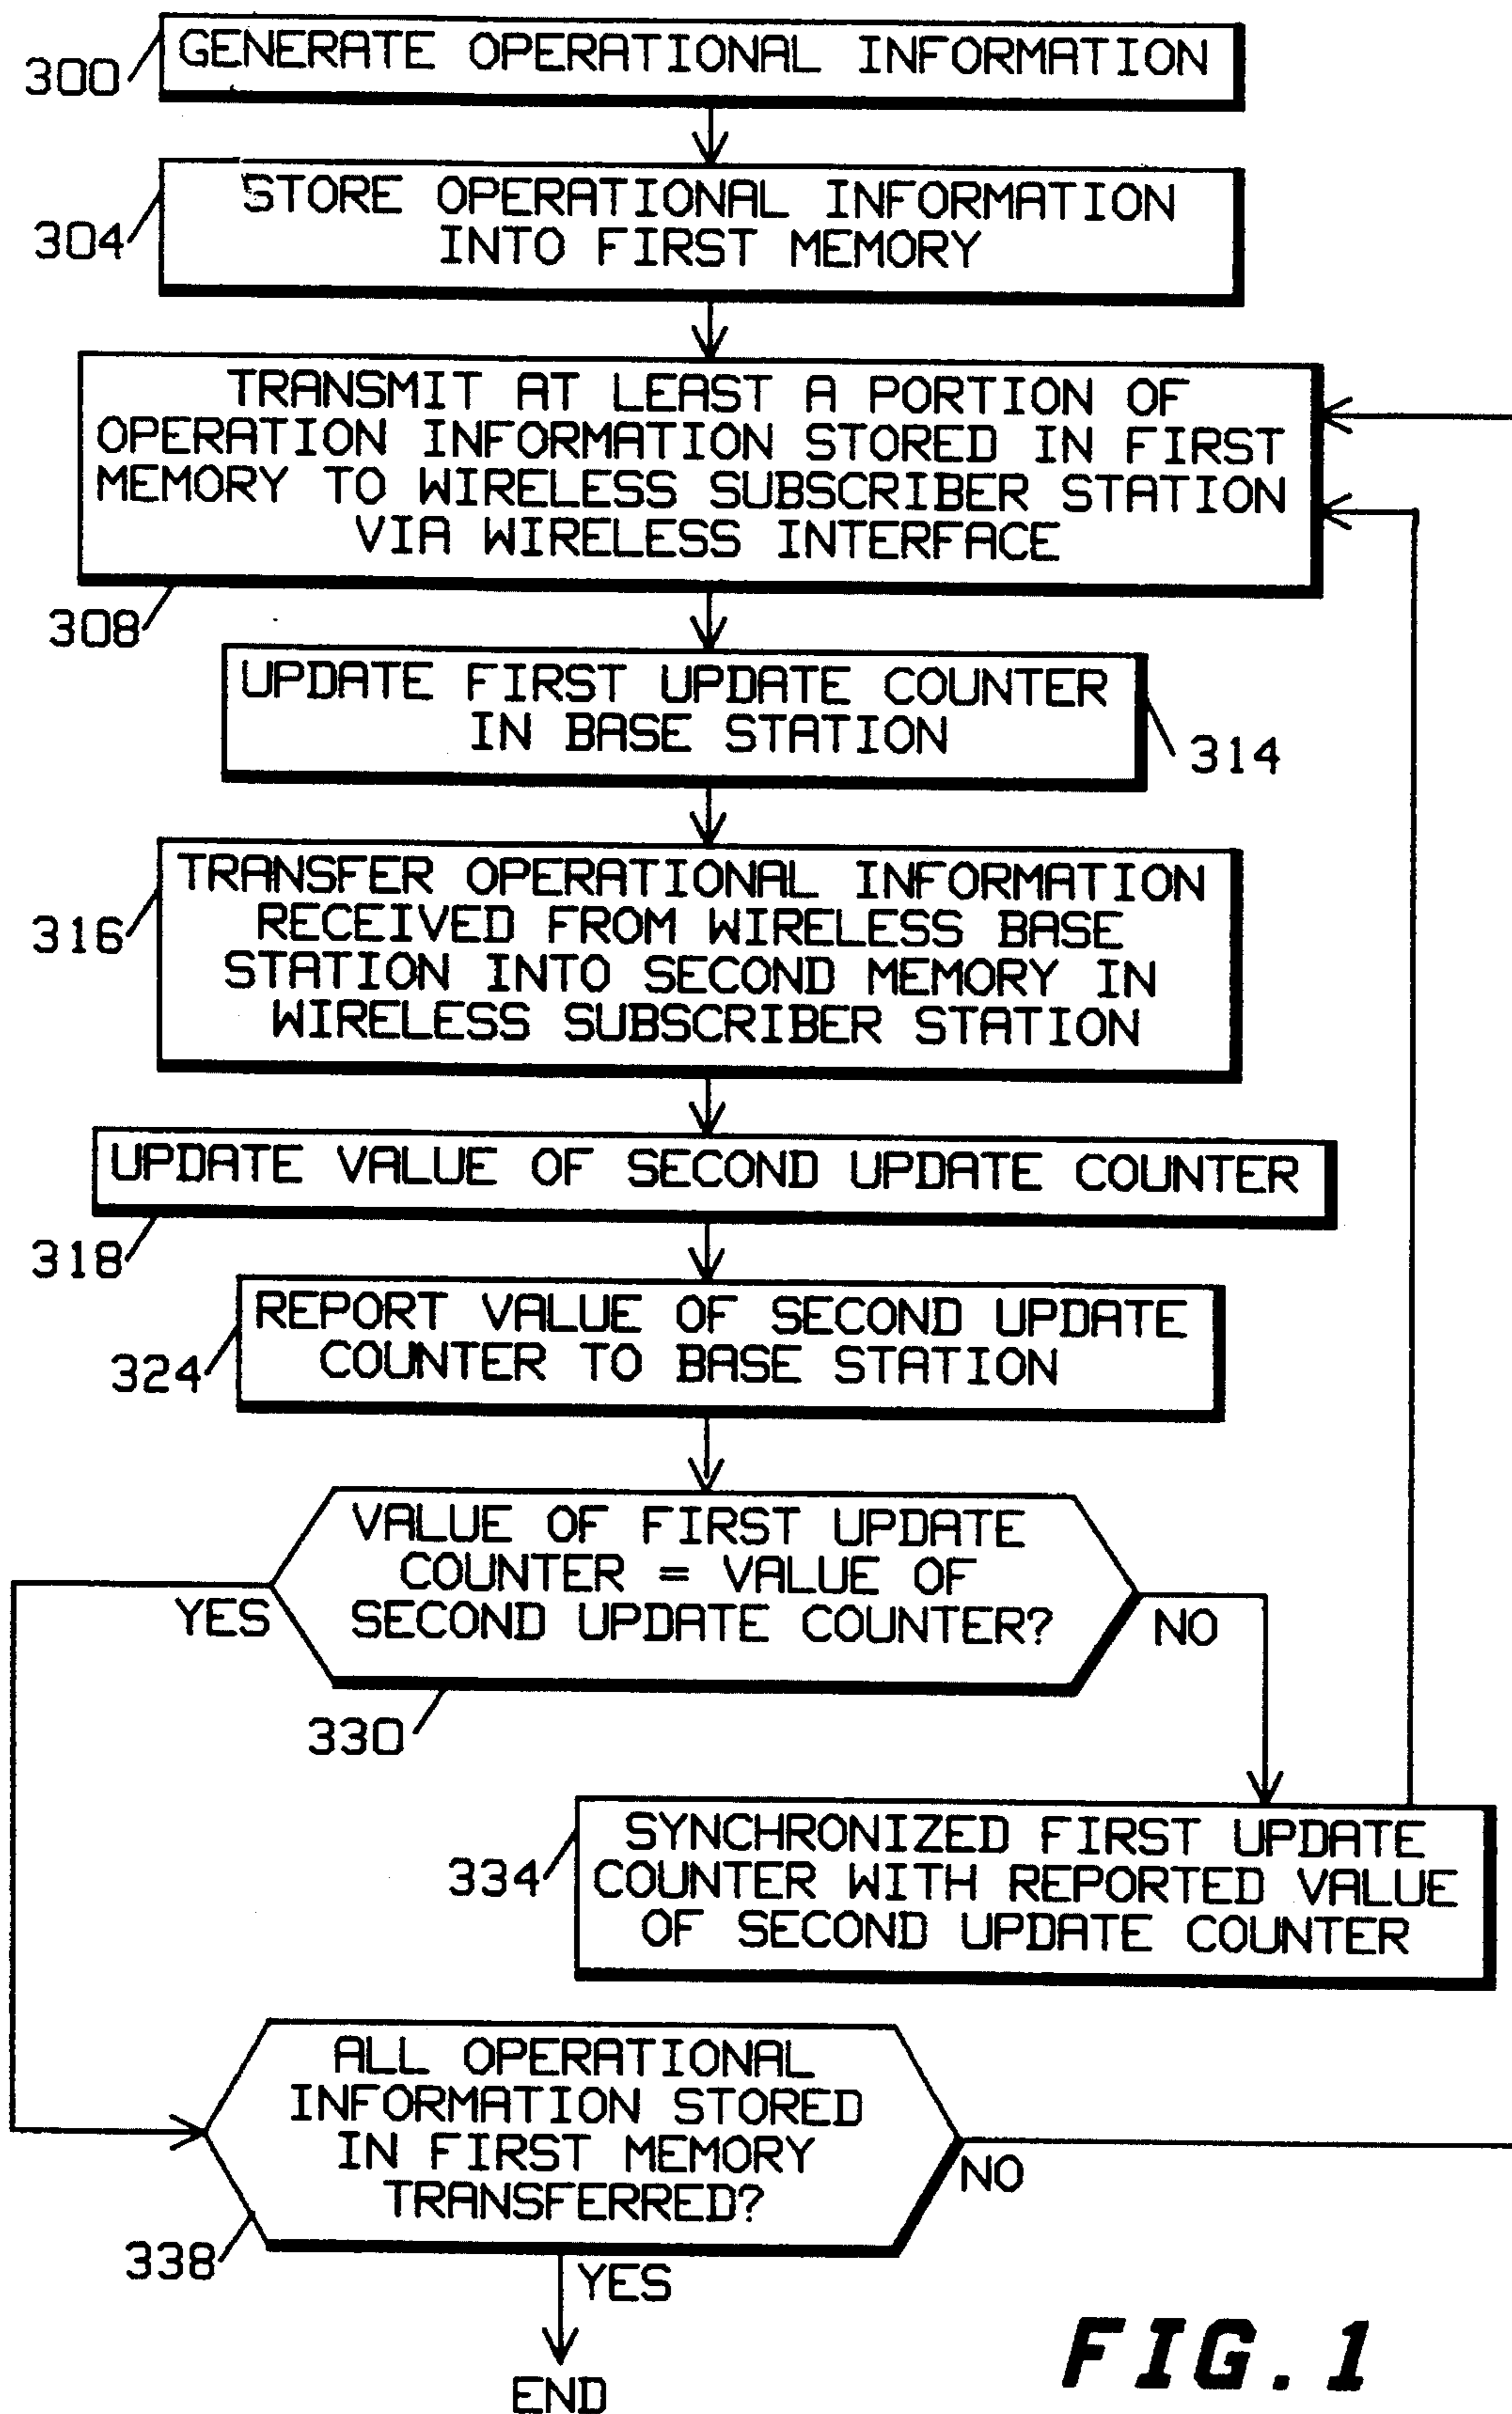 300
GENERATE OPERATIONAL INFORMATION
304
STORE OPERATIONAL INFORMATION
INTO FIRST MEMORY
TRANSMIT AT LEAST A PORTION OF
OPERATION INFORMATION STORED IN FIRST
MEMORY TO WIRELESS SUBSCRIBER STATION
VIA WIRELESS INTERFACE
308
UPDATE FIRST UPDATE COUNTER
IN BASE STATION
314
TRANSFER OPERATIONAL INFORMATION
RECEIVED FROM WIRELESS BASE
STATION INTO SECOND MEMORY IN
WIRELESS SUBSCRIBER STATION
316
UPDATE VALUE OF SECOND UPDATE COUNTER
318
REPORT VALUE OF SECOND UPDATE
COUNTER TO BASE STATION
324
VALUE OF FIRST UPDATE
COUNTER = VALUE OF
SECOND UPDATE COUNTER?
YES
NO
330
SYNCHRONIZED FIRST UPDATE
COUNTER WITH REPORTED VALUE
OF SECOND UPDATE COUNTER
334
ALL OPERATIONAL
INFORMATION STORED
IN FIRST MEMORY
TRANSFERRED?
NO
338
YES
END
FIG. 1